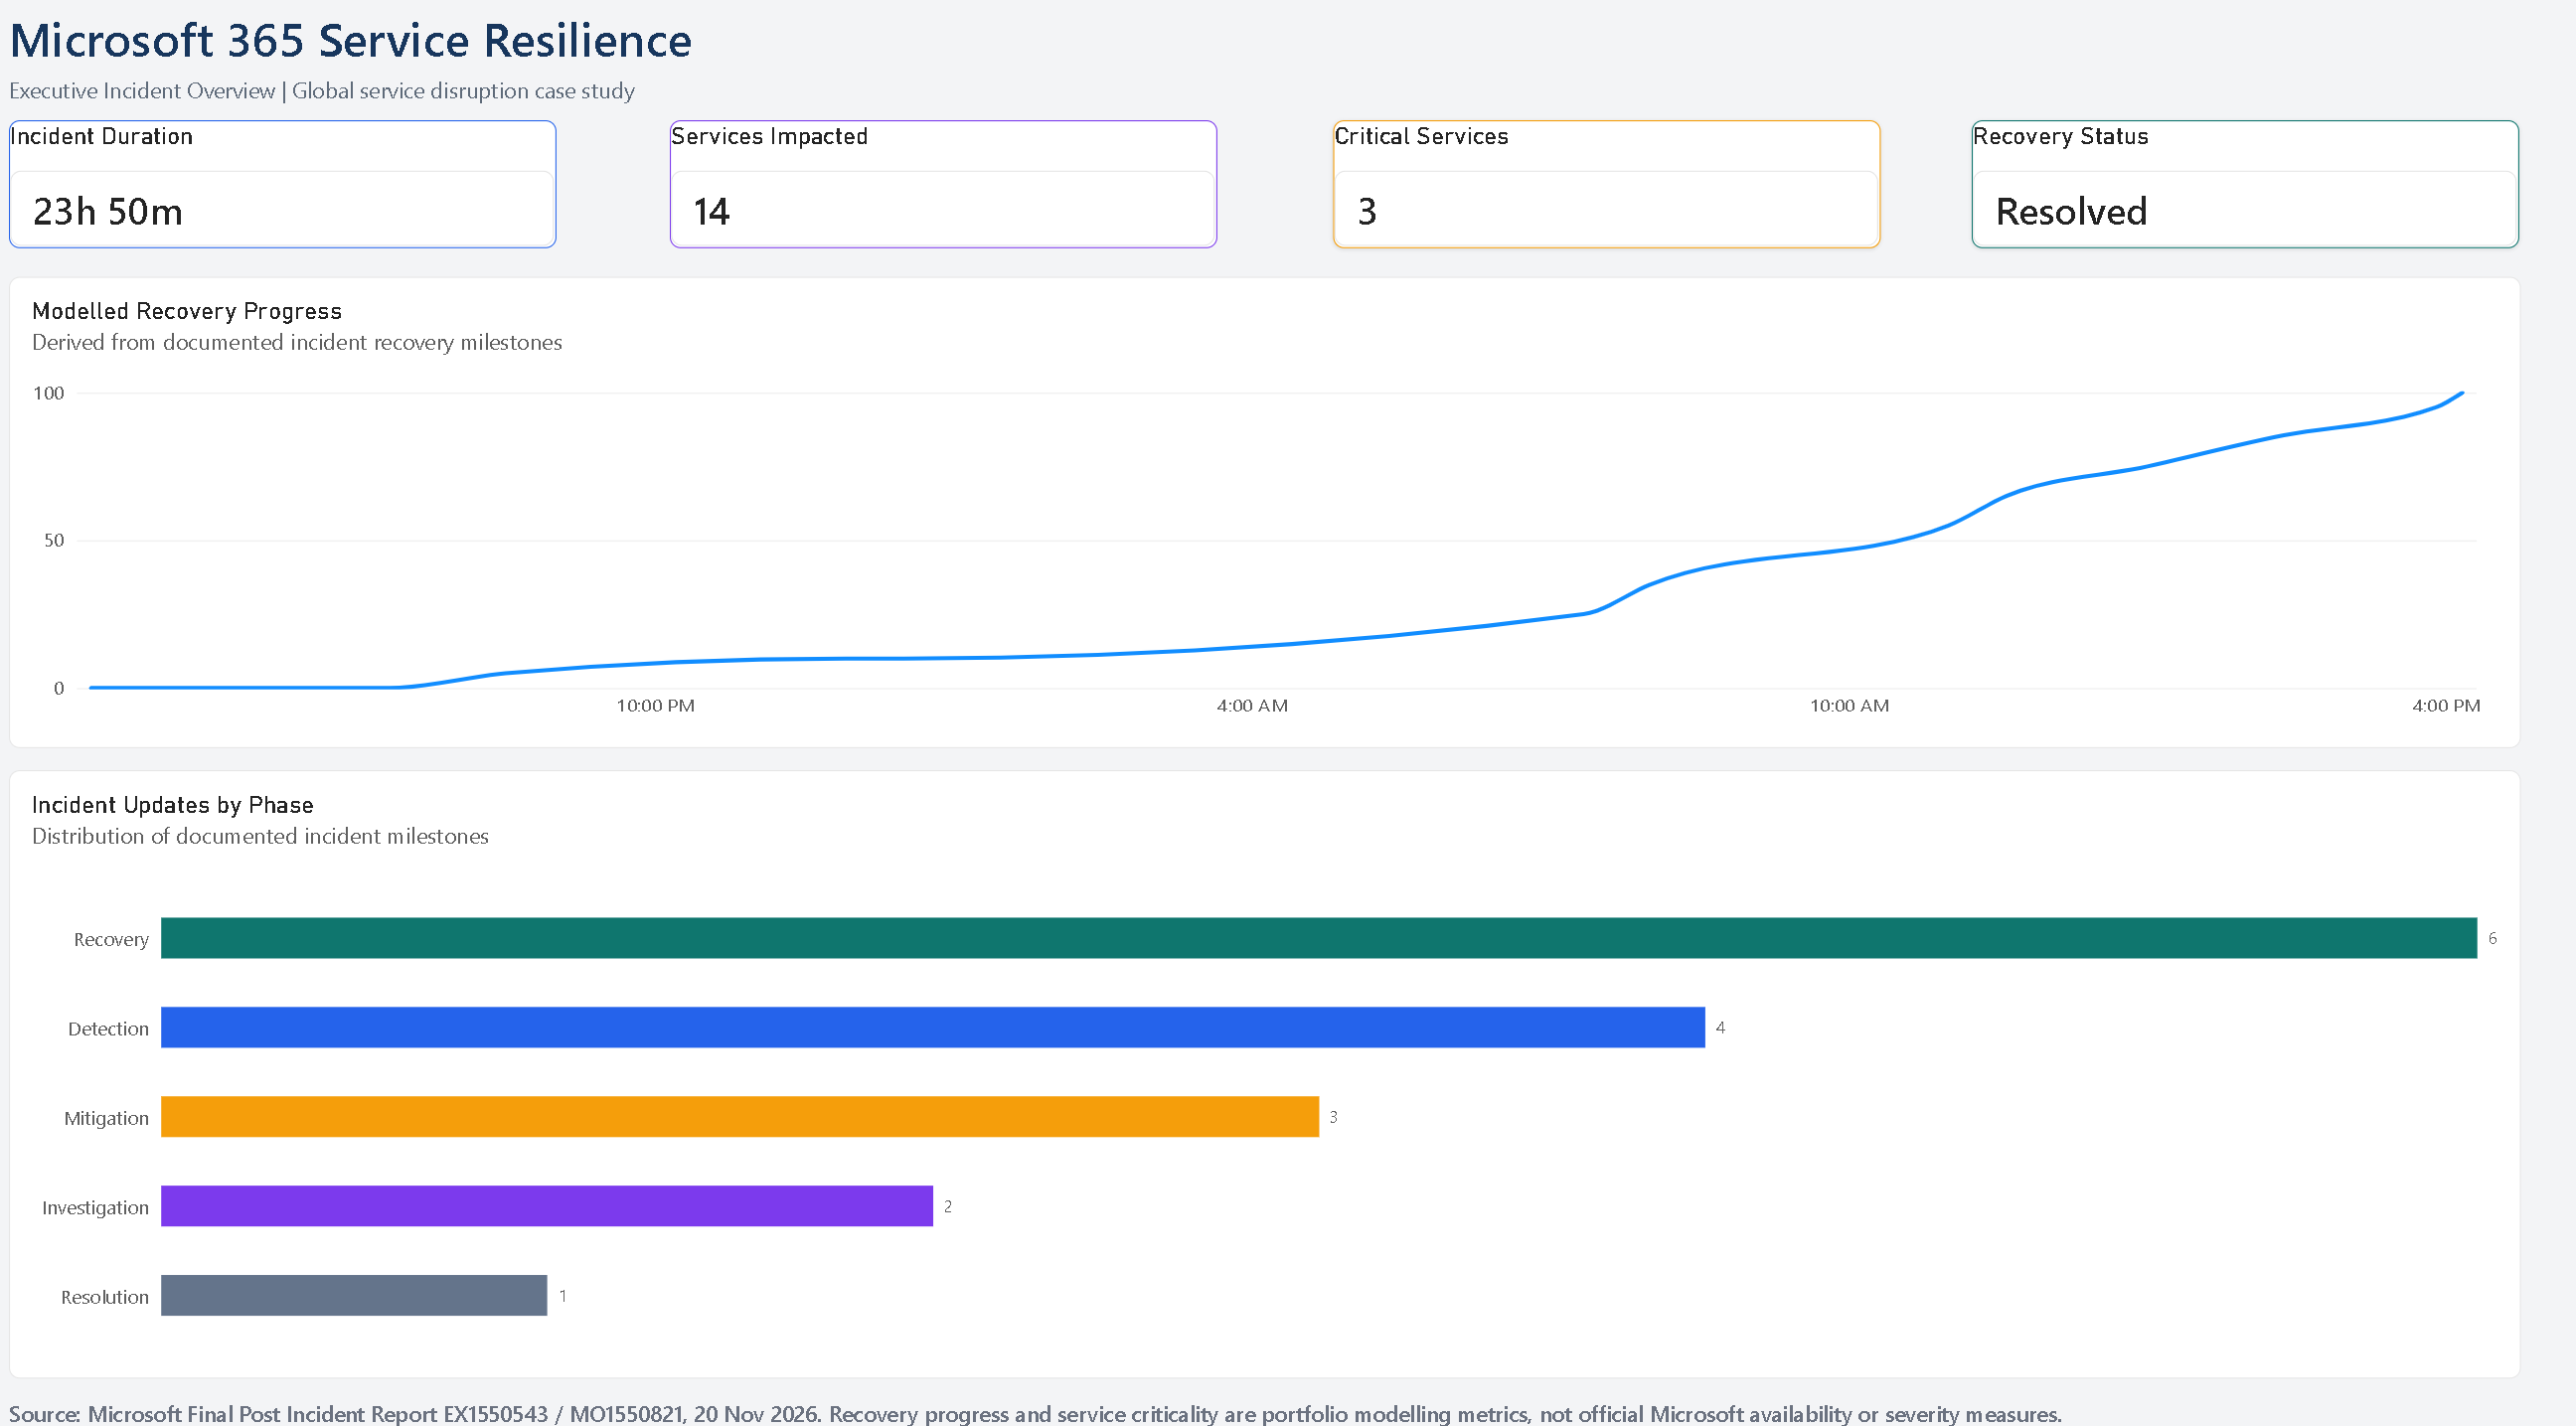 Microsoft 365 Service Resilience
Executive Incident Overview | Global service disruption case study
Incident Duration
23h 50m
Services Impacted
14
Critical Services
3
Recovery Status
Resolved
Modelled Recovery Progress
Derived from documented incident recovery milestones
100
50
0
10:00 PM
4:00 AM
10:00 AM
4:00 PM
Incident Updates by Phase
Distribution of documented incident milestones
Recovery
6
Detection
4
Mitigation
3
Investigation
2
Resolution
1
Source: Microsoft Final Post Incident Report EX1550543 / MO1550821, 20 Nov 2026. Recovery progress and service criticality are portfolio modelling metrics, not official Microsoft availability or severity measures.